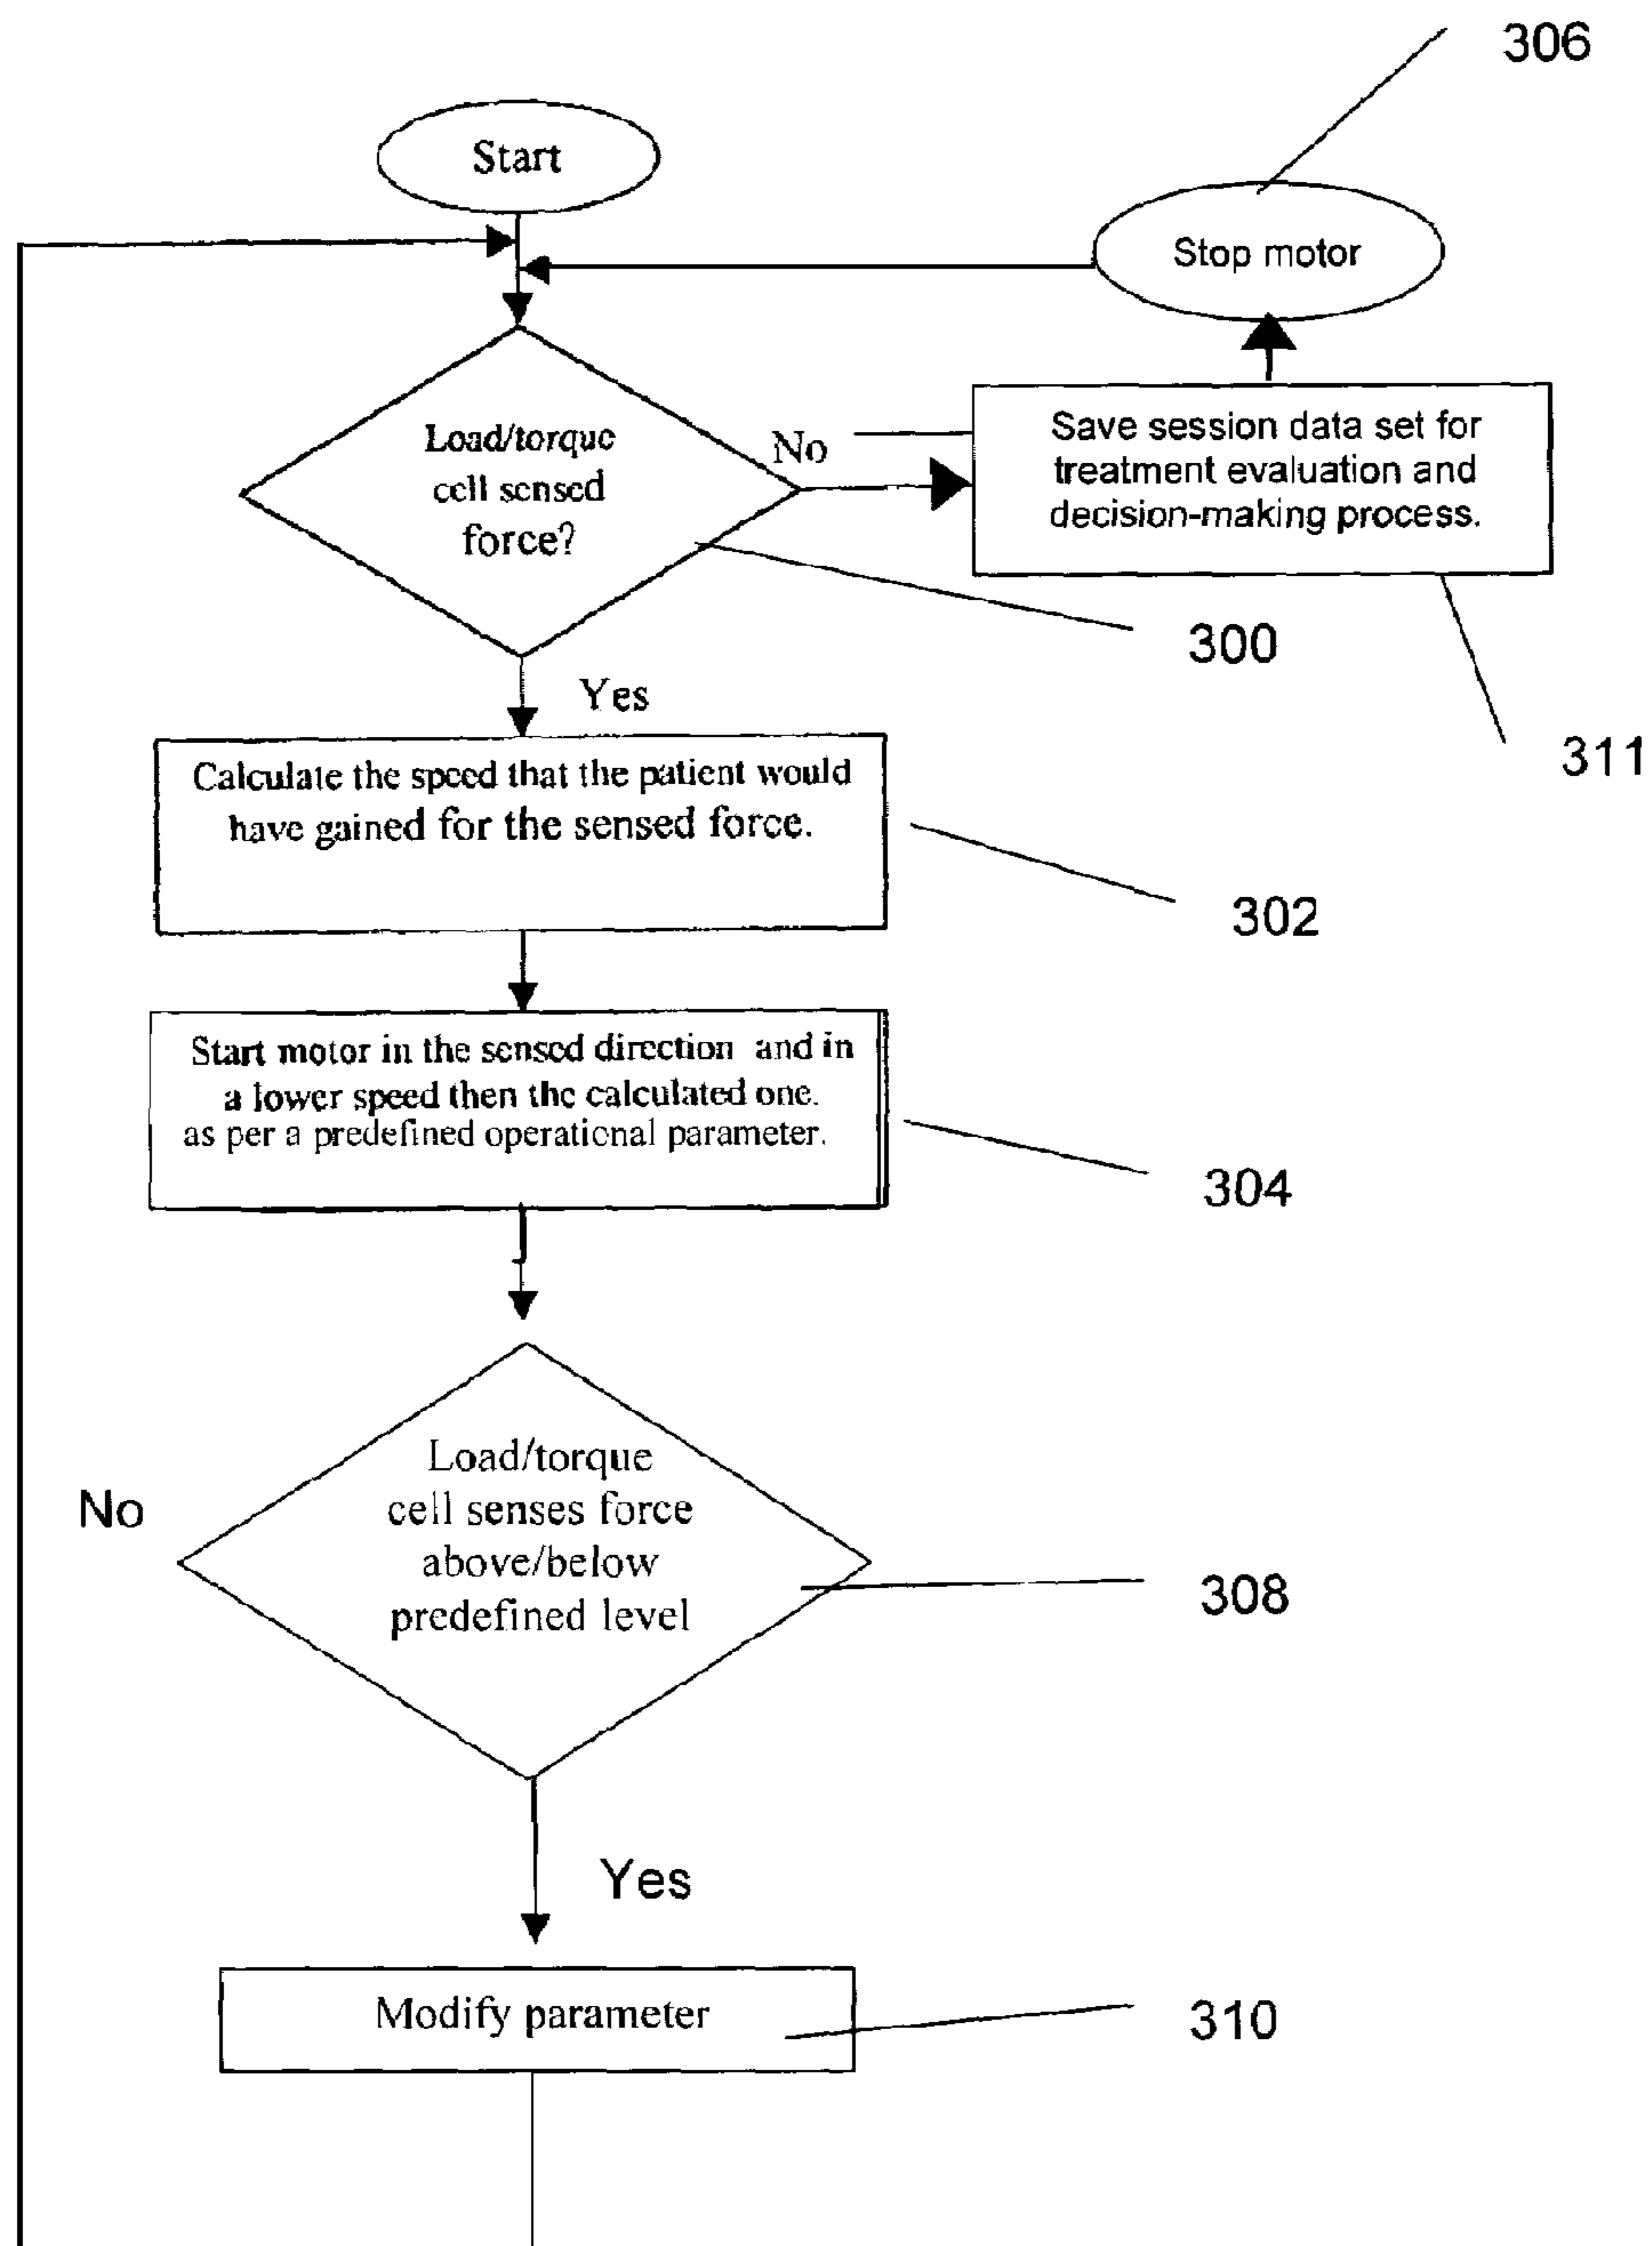 306
Start
Stop motor
Load/torque
cell sensed
force?
No
Save session data set for
treatment evaluation and
decision-making process.
300
311
Yes
Calculate the speed that the patient would
have gained for the sensed force.
302
Start motor in the sensed direction and in
a lower speed then the calculated one.
as per a predefined operational parameter.
304
Load/torque
cell senses force
above/below
predefined level
No
308
Yes
Modify parameter
310